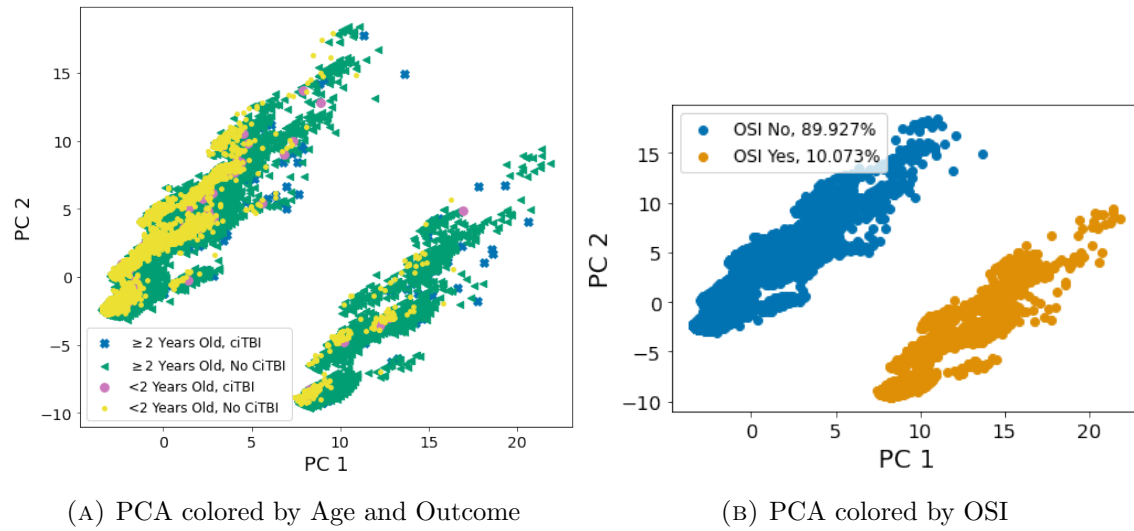 PC 2
15
10
5
0
−5
−10
≥2 Years Old, ciTBI
≥2 Years Old, No CiTBI
<2 Years Old, ciTBI
<2 Years Old, No CiTBI
0 5 10 15 20
PC 1
(A) PCA colored by Age and Outcome
PC 2
15
10
5
0
−5
−10
OSI No, 89.927%
OSI Yes, 10.073%
0 5 10 15 20
PC 1
(B) PCA colored by OSI